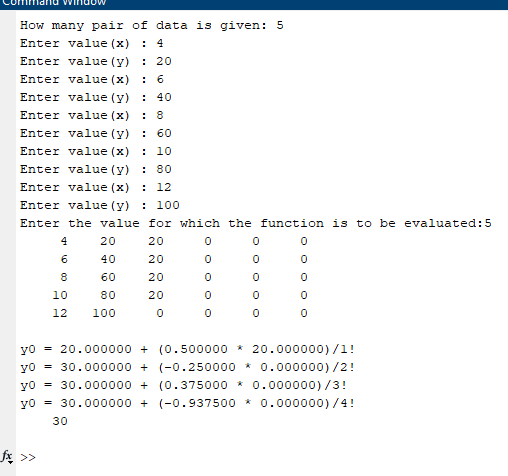 Command Window
How many pair of data is given: 5
Enter value(x) : 4
Enter value(y) : 20
Enter value(x) : 6
Enter value(y) : 40
Enter value(x) : 8
Enter value(y) : 60
Enter value(x) : 10
Enter value(y) : 80
Enter value(x) : 12
Enter value(y) : 100
Enter the value for which the function is to be evaluated:5
4 20 20 0 0 0
6 40 20 0 0 0
8 60 20 0 0 0
10 80 20 0 0 0
12 100 0 0 0 0
y0 = 20.000000 + (0.500000 * 20.000000)/1!
y0 = 30.000000 + (-0.250000 * 0.000000)/2!
y0 = 30.000000 + (0.375000 * 0.000000)/3!
y0 = 30.000000 + (-0.937500 * 0.000000)/4!
30
fx >>